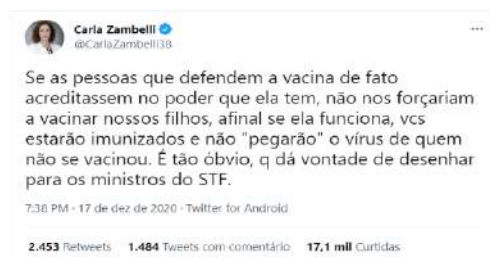 Carla Zambelli
@CarlaZambelli38
Se as pessoas que defendem a vacina de fato
acreditassem no poder que ela tem, não nos forçariam
a vacinar nossos filhos, afinal se ela funciona, vcs
estarão imunizados e não "pegarão" o vírus de quem
não se vacinou. É tão óbvio, q dá vontade de desenhar
para os ministros do STF.
7:38 PM · 17 de dez de 2020 · Twitter for Android
2.453 Retweets 1.484 Tweets com comentário 17,1 mil Curtidas